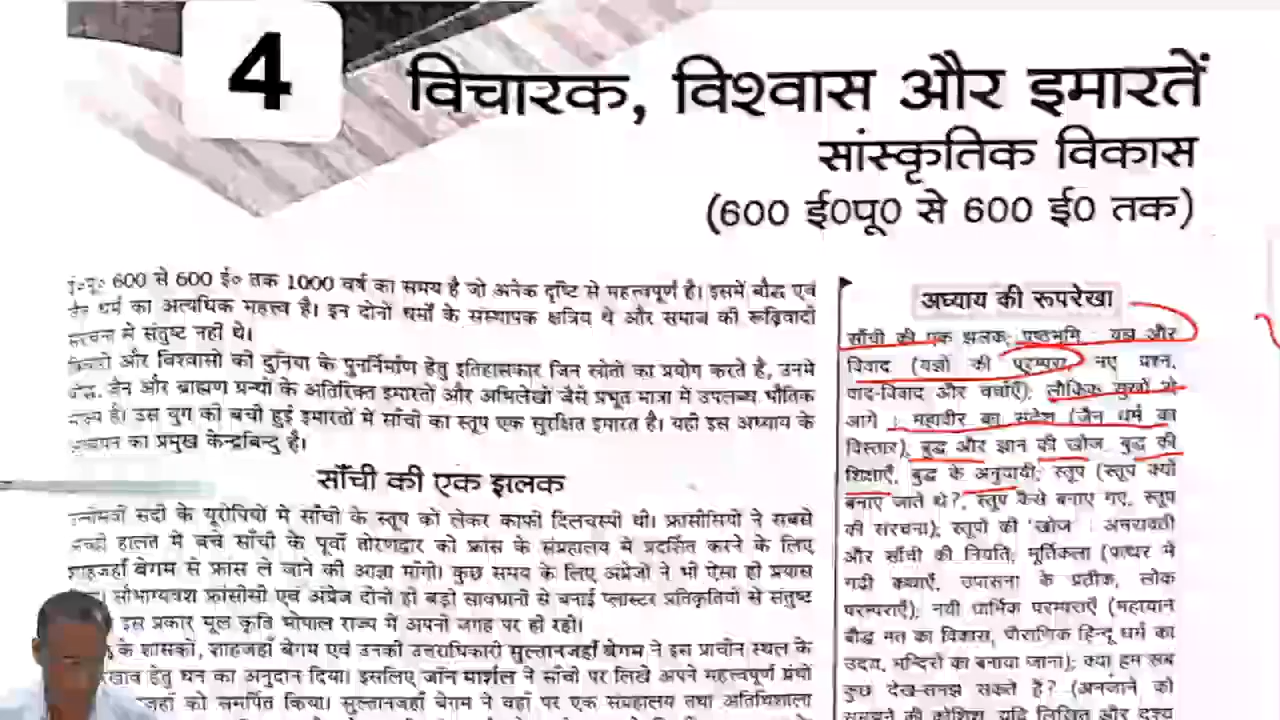 4
विचारक, विश्वास और इमारतें
सांस्कृतिक विकास
(600 ई०पू० से 600 ई० तक)
600 से 600 ई० तक 1000 वर्ष का समय है जो अनेक दृष्टि से महत्त्वपूर्ण है। इसमें बौद्ध एवं
धर्म का अत्यधिक महत्त्व है। इन दोनों धर्मों के संस्थापक क्षत्रिय थे और समाज की रूढ़िवादी
में संतुष्ट नहीं थे।
और विश्वासों की दुनिया के पुनर्निर्माण हेतु इतिहासकार जिन स्रोतों का प्रयोग करते है, उनमें
जैन और ब्राह्मण ग्रन्थों के अतिरिक्त इमारतों और अभिलेखों जैसे प्रभूत मात्रा में उपलब्ध भौतिक
है। उस युग की बची हुई इमारतों में साँची का स्तूप एक सुरक्षित इमारत है। यही इस अध्याय के
का प्रमुख केन्द्रबिन्दु है।
साँची की एक झलक
सदी के यूरोपियों में साँची के स्तूप को लेकर काफी दिलचस्पी थी। फ्रांसीसियों ने सबसे
हालत में बचे साँची के पूर्वी तोरणद्वार को फ्रांस के संग्रहालय में प्रदर्शित करने के लिए
शाहजहाँ बेगम से फ्रांस ले जाने की आज्ञा माँगी। कुछ समय के लिए अंग्रेजों ने भी ऐसा ही प्रयास
सौभाग्यवश फ्रांसीसी एवं अंग्रेज दोनों ही बड़ी सावधानी से बनाई प्लास्टर प्रतिकृतियों से संतुष्ट
इस प्रकार मूल कृति भोपाल राज्य में अपनी जगह पर ही रही।
के शासकों, शाहजहाँ बेगम एवं उनकी उत्तराधिकारी सुल्तानजहाँ बेगम ने इस प्राचीन स्थल के
रखाव हेतु धन का अनुदान दिया। इसलिए जॉन मार्शल ने साँची पर लिखे अपने महत्त्वपूर्ण ग्रंथों
जहाँ को समर्पित किया। सुल्तानजहाँ बेगम ने वहाँ पर एक संग्रहालय तथा अतिथिशाला
अध्याय की रूपरेखा
साँची की एक झलक, पृष्ठभूमि यज्ञ और
विवाद (यज्ञों की परम्परा नए प्रश्न,
वाद-विवाद और चर्चाएँ); लौकिक सुखों से
आगे महावीर का संदेश (जैन धर्म का
विस्तार), बुद्ध और ज्ञान की खोज, बुद्ध की
शिक्षाएँ, बुद्ध के अनुयायी; स्तूप (स्तूप क्यों
बनाए जाते थे?, स्तूप कैसे बनाए गए, स्तूप
की संरचना); स्तूपों की 'खोज' अमरावती
और साँची की नियति; मूर्तिकला (पत्थर में
गढ़ी कथाएँ, उपासना के प्रतीक, लोक
परम्पराएँ); नयी धार्मिक परम्पराएँ (महायान
बौद्ध मत का विकास, पौराणिक हिन्दू धर्म का
उदय, मन्दिरों का बनाया जाना); क्या हम सब
कुछ देख-समझ सकते हैं? (अनजाने को
समझने की कोशिश, यदि लिखित और दृश्य